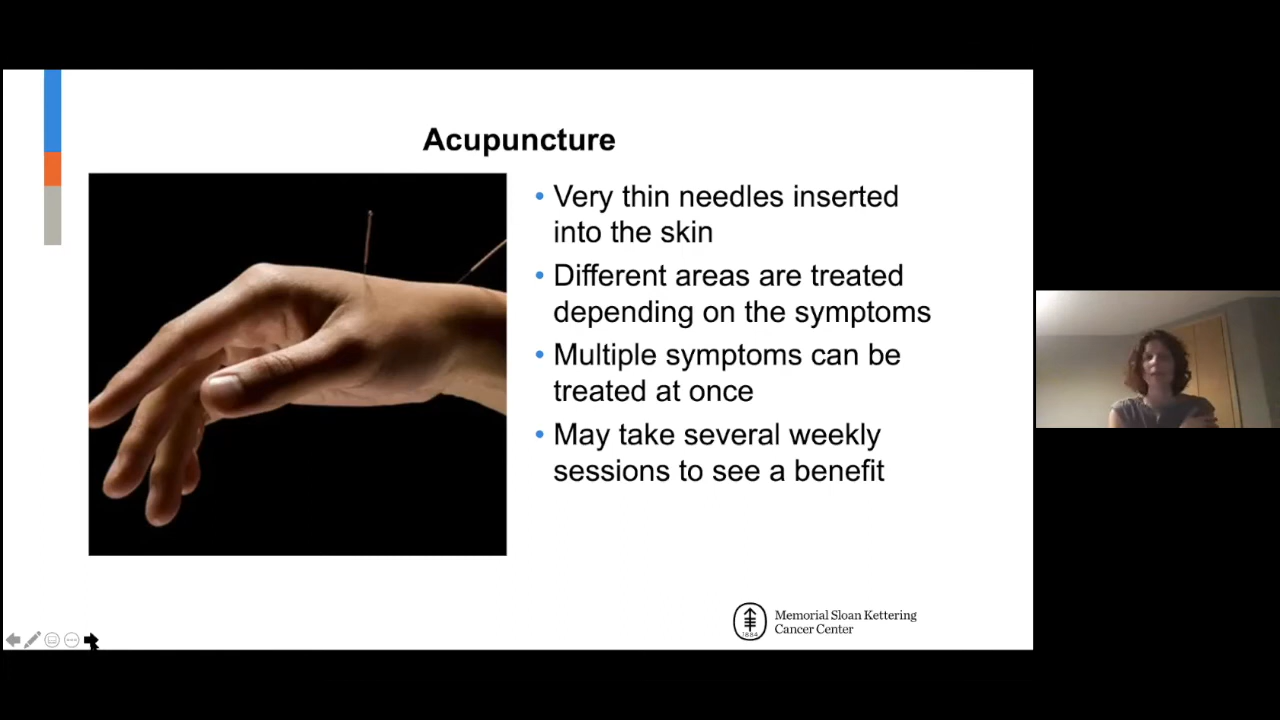 Acupuncture
• Very thin needles inserted
into the skin
• Different areas are treated
depending on the symptoms
• Multiple symptoms can be
treated at once
• May take several weekly
sessions to see a benefit
1884
Memorial Sloan Kettering
Cancer Center